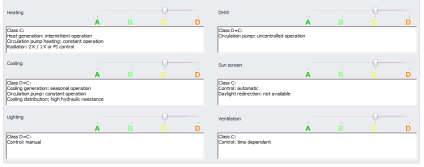 Heating
A B C D
Class C:
Heat generation: intermittent operation
Circulation pump heating: constant operation
Radiator: 2 K / 1 K or PI control
DHW
A B C D
Class D=C:
Circulation pump: uncontrolled operation
Cooling
A B C D
Class D=C:
Cooling generation: seasonal operation
Circulation pump: constant operation
Cooling distribution: high hydraulic resistance
Sun screen
A B C D
Class C:
Control: automatic
Daylight redirection: not available
Lighting
A B C D
Class D=C:
Control: manual
Ventilation
A B C D
Class C:
Control: time dependent